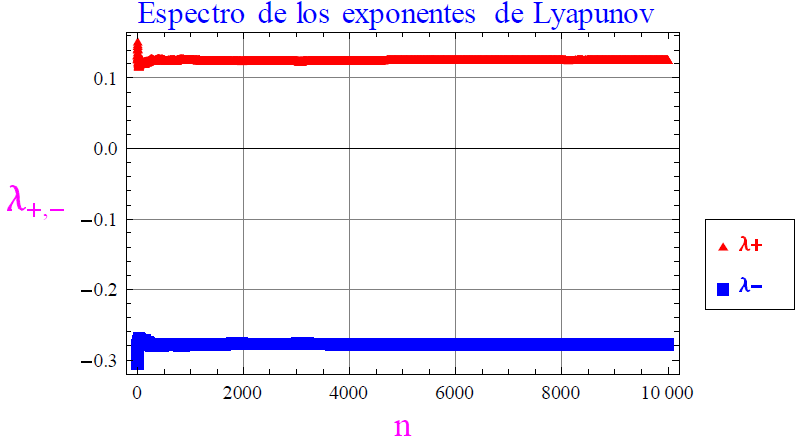 Espectro de los exponentes de Lyapunov
0.1
0.0
λ+,−
−0.1
−0.2
−0.3
λ+
λ−
0 2000 4000 6000 8000 10 000
n